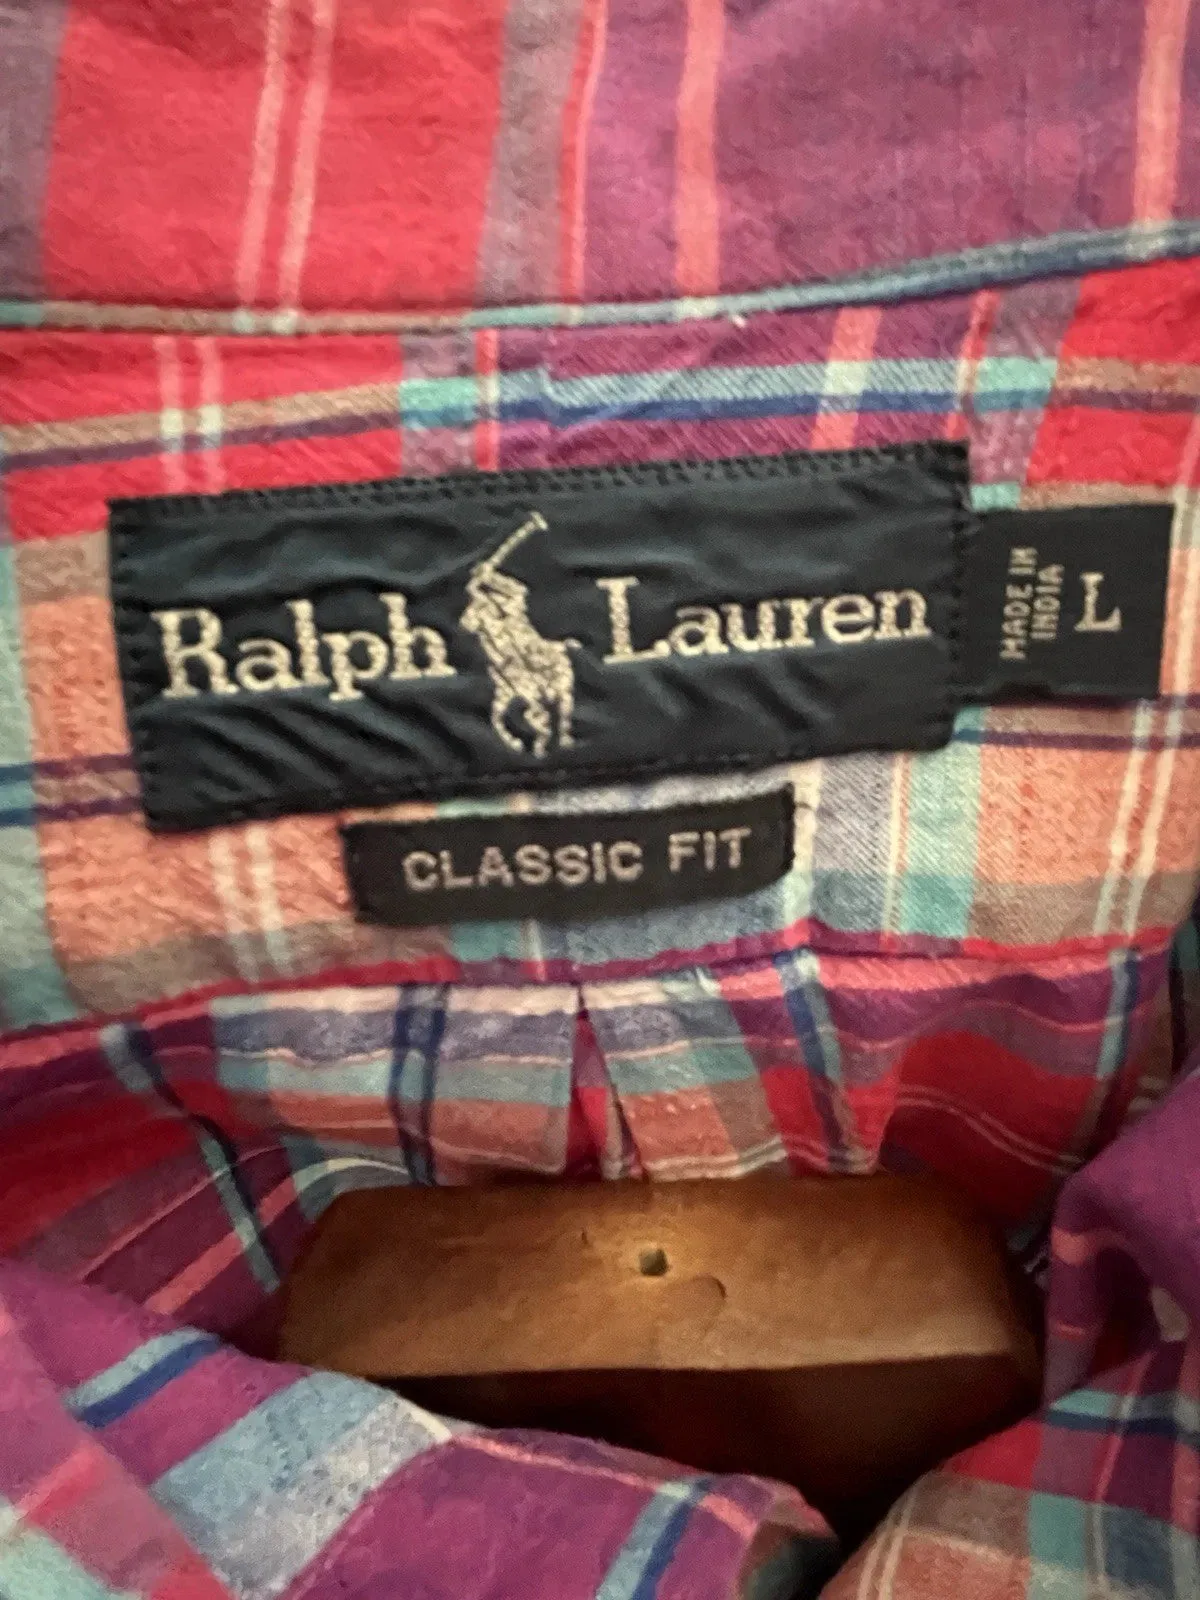 Ralph Lauren
MADE IN
INDIA
L
CLASSIC FIT